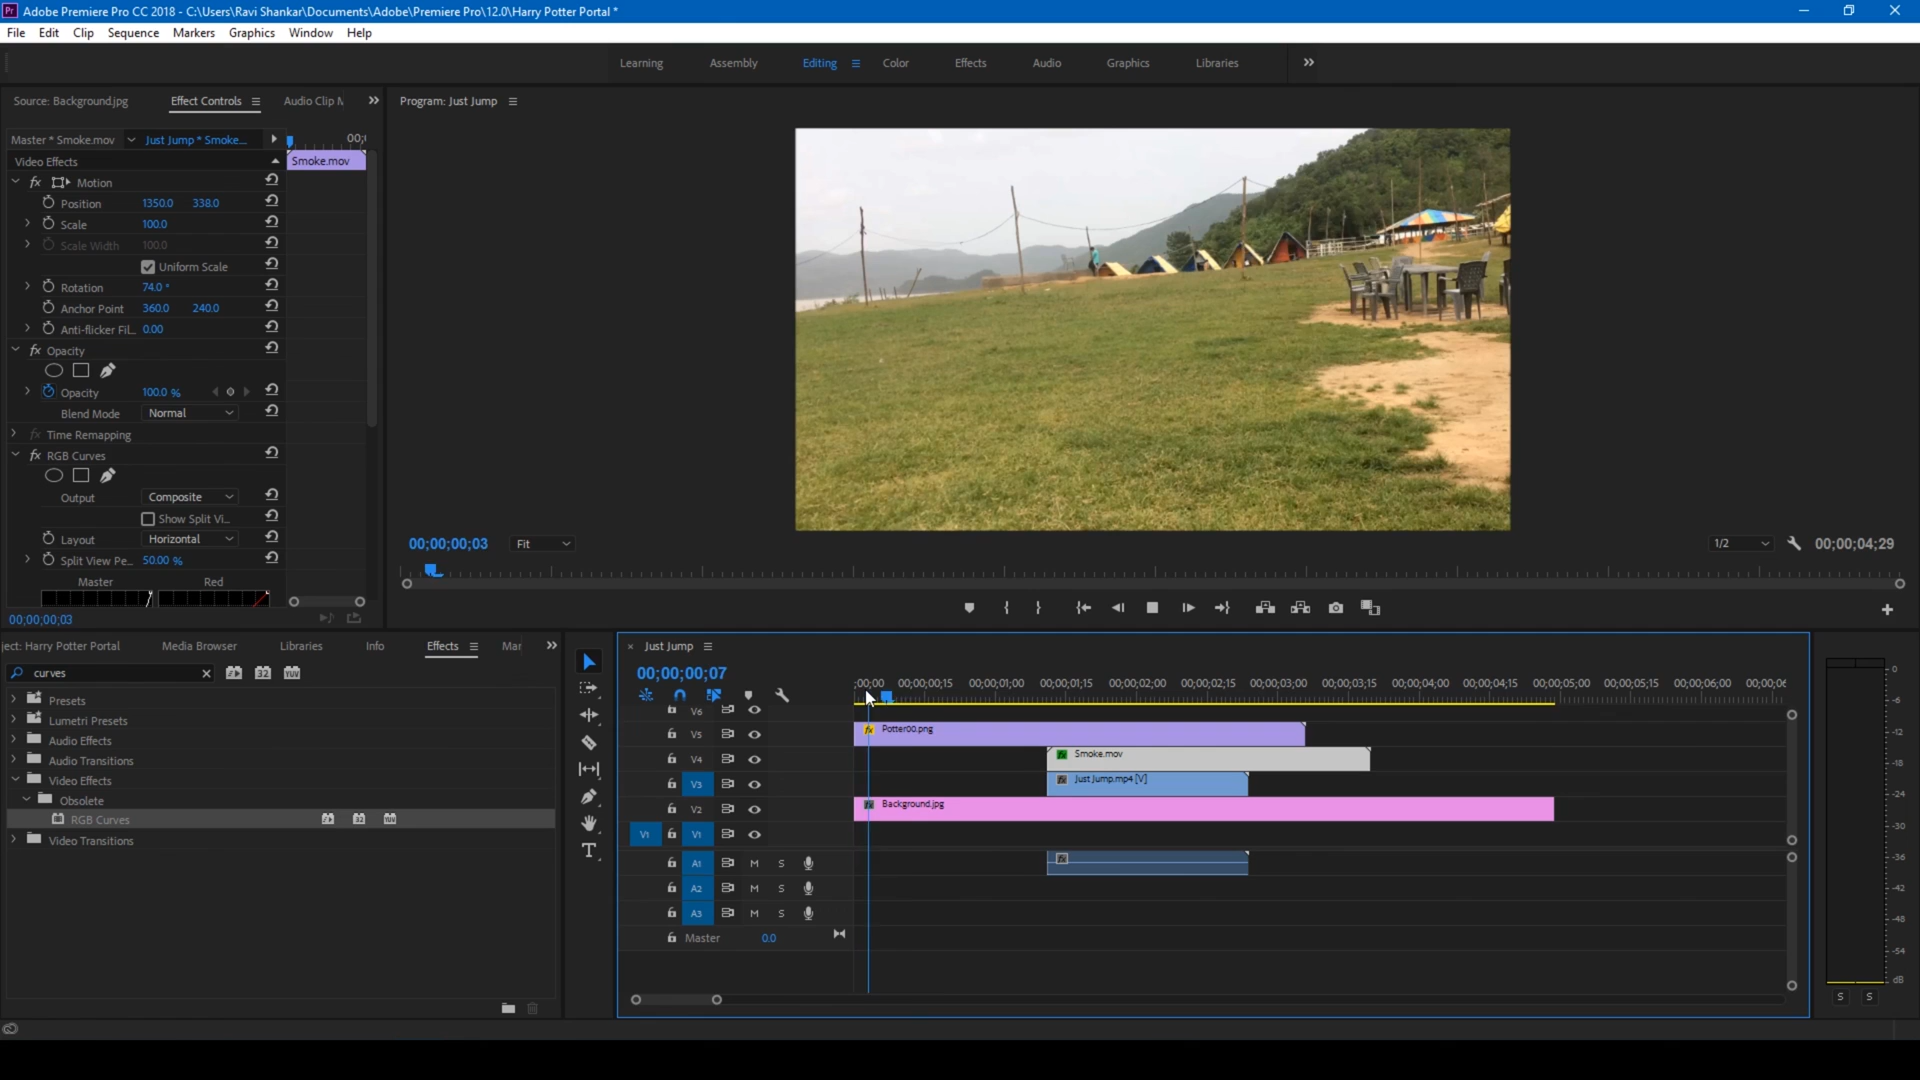 Adobe Premiere Pro CC 2018 - C:\Users\Ravi Shankar\Documents\Adobe\Premiere Pro\12.0\Harry Potter Portal *
File Edit Clip Sequence Markers Graphics Window Help
Learning Assembly Editing Color Effects Audio Graphics Libraries
Source: Background.jpg Effect Controls Audio Clip M
Program: Just Jump
Master * Smoke.mov Just Jump * Smoke...
Video Effects Smoke.mov
fx Motion
Position 1350.0 338.0
Scale 100.0
Scale Width 100.0
Uniform Scale
Rotation 74.0 °
Anchor Point 360.0 240.0
Anti-flicker Fil... 0.00
fx Opacity
Opacity 100.0 %
Blend Mode Normal
fx Time Remapping
fx RGB Curves
Output Composite
Show Split Vi...
Layout Horizontal
Split View Pe... 50.00 %
Master Red
00;00;00;03
00;00;00;03 Fit 1/2 00;00;04;29
ject: Harry Potter Portal Media Browser Libraries Info Effects Mar
curves 32 YUV
Presets
Lumetri Presets
Audio Effects
Audio Transitions
Video Effects
Obsolete
RGB Curves
Video Transitions
Just Jump
00;00;00;07
;00;00 00;00;00;15 00;00;01;00 00;00;01;15 00;00;02;00 00;00;02;15 00;00;03;00 00;00;03;15 00;00;04;00 00;00;04;15 00;00;05;00 00;00;05;15 00;00;06;00 00;00;06
V6
V5 fx Potter00.png
V4 Smoke.mov
V3 Just Jump.mp4 [V]
V2 Background.jpg
V1 V1
A1 M S
A2 M S
A3 M S
Master 0.0
0
-6
-12
-18
-24
-30
-36
-42
-48
-54
dB
S S